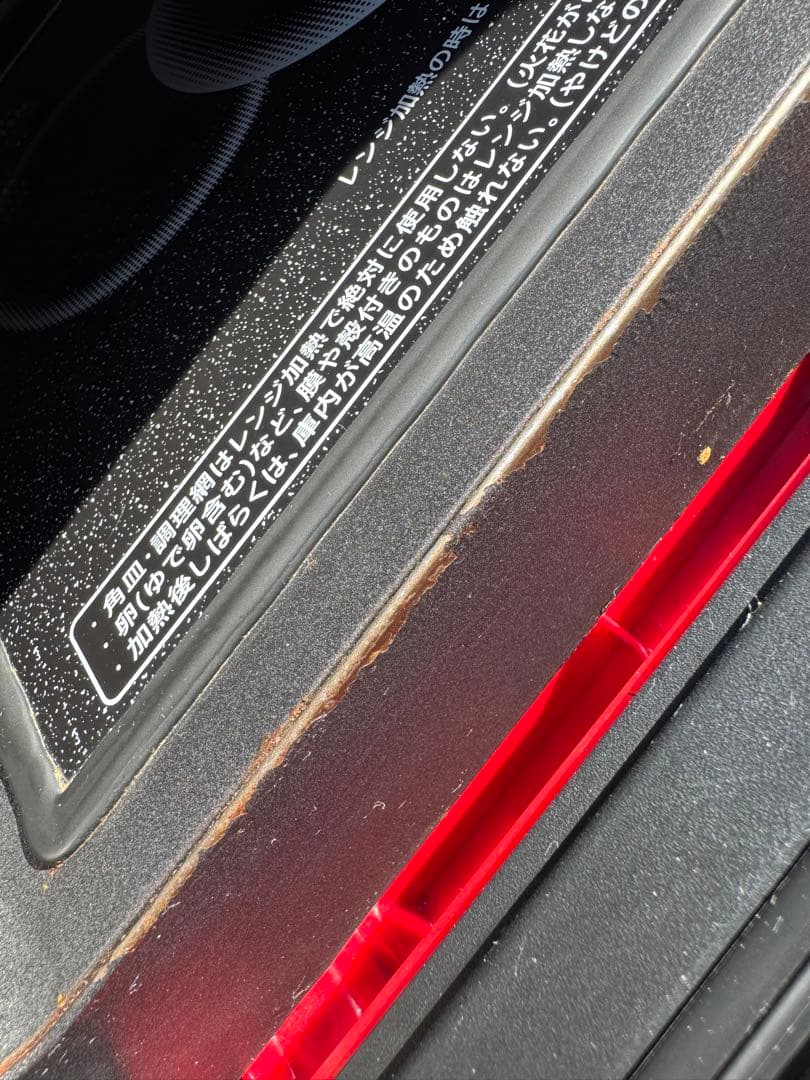 レンジ加熱の時は
・角皿・調理網はレンジ加熱で絶対に使用しない。(火花が
・卵(ゆで卵含む)など、膜や殻付きのものはレンジ加熱しな
・加熱後しばらくは、庫内が高温のため触れない。(やけどの